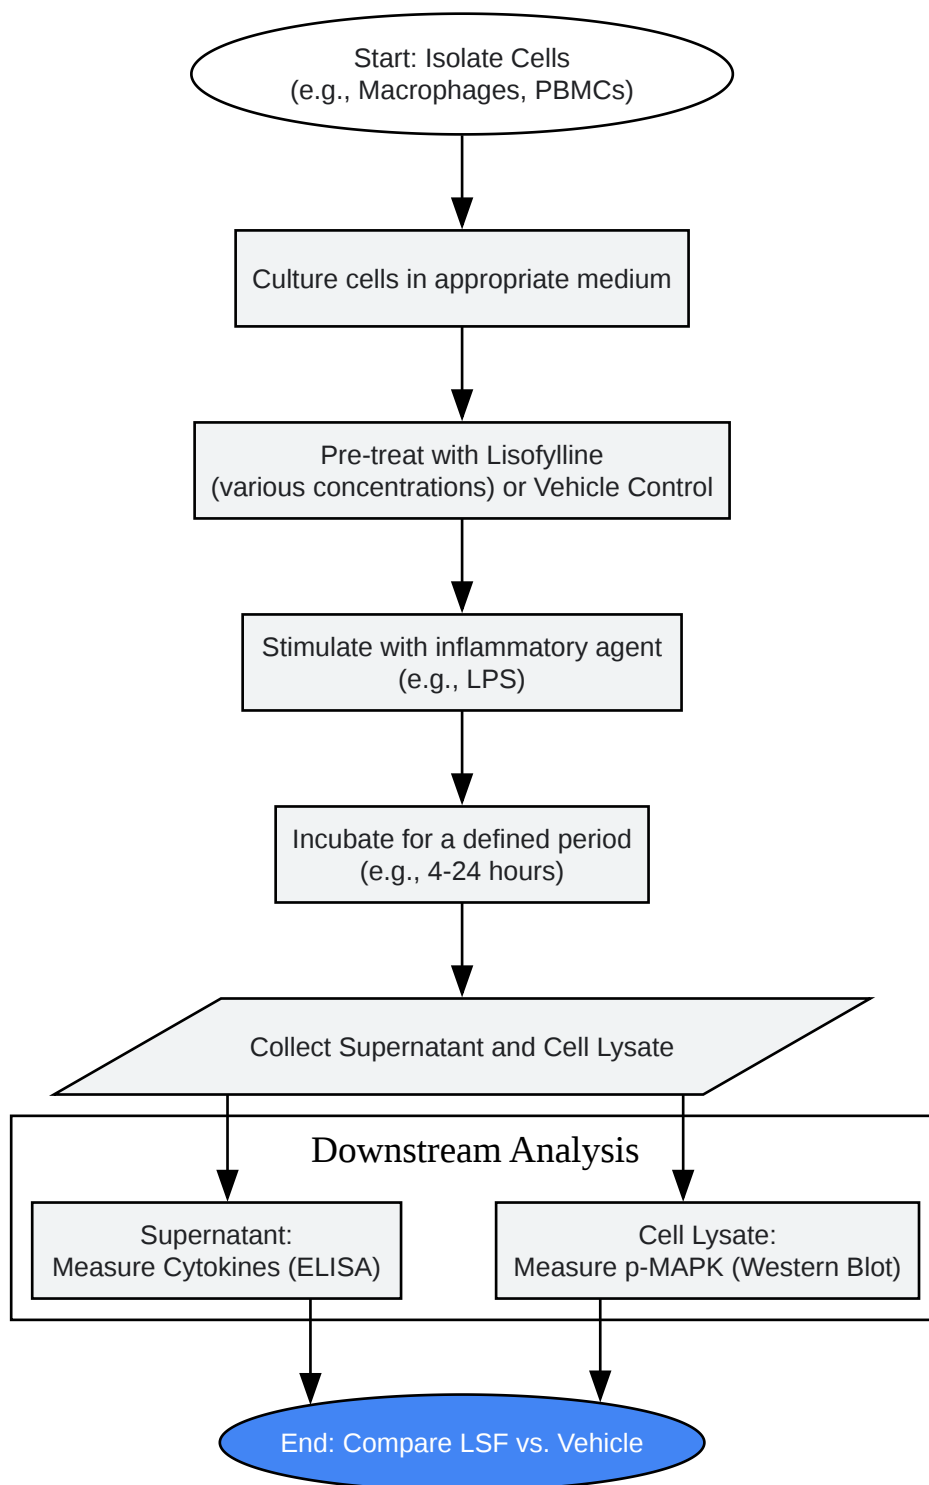 Start: Isolate Cells
(e.g., Macrophages, PBMCs)
Culture cells in appropriate medium
Pre-treat with Lisofylline
(various concentrations) or Vehicle Control
Stimulate with inflammatory agent
(e.g., LPS)
Incubate for a defined period
(e.g., 4-24 hours)
Collect Supernatant and Cell Lysate
Downstream Analysis
Supernatant:
Measure Cytokines (ELISA)
Cell Lysate:
Measure p-MAPK (Western Blot)
End: Compare LSF vs. Vehicle